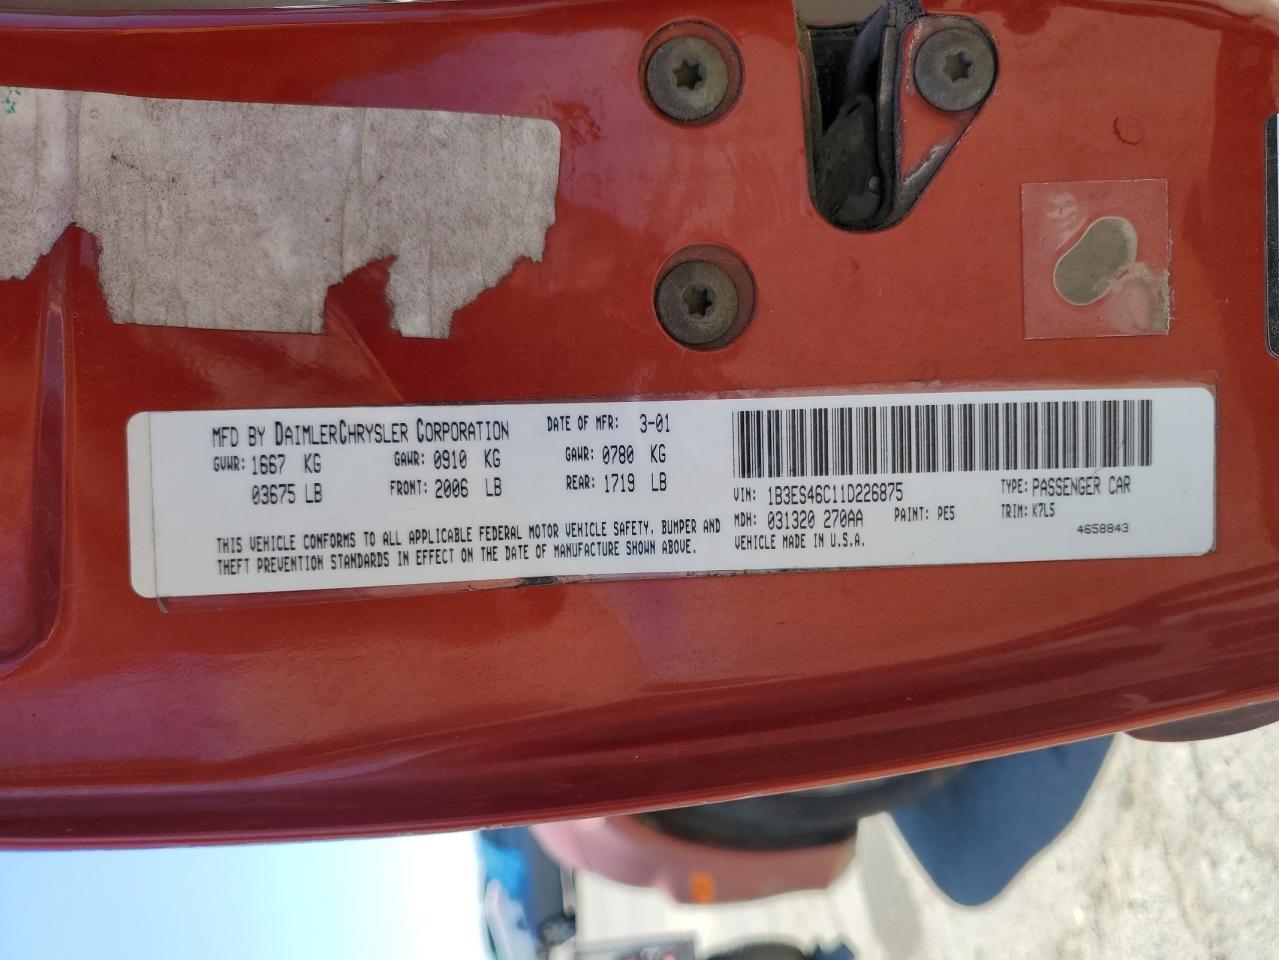 MFD BY DAIMLERCHRYSLER CORPORATION DATE OF MFR: 3-01
GVWR: 1667 KG GAWR: 0910 KG GAWR: 0780 KG
03675 LB FRONT: 2006 LB REAR: 1719 LB
THIS VEHICLE CONFORMS TO ALL APPLICABLE FEDERAL MOTOR VEHICLE SAFETY, BUMPER AND
THEFT PREVENTION STANDARDS IN EFFECT ON THE DATE OF MANUFACTURE SHOWN ABOVE.
VIN: 1B3ES46C11D226875 TYPE: PASSENGER CAR
MDH: 031320 270AA PAINT: PE5 TRIM: K7L5
VEHICLE MADE IN U.S.A. 4658843